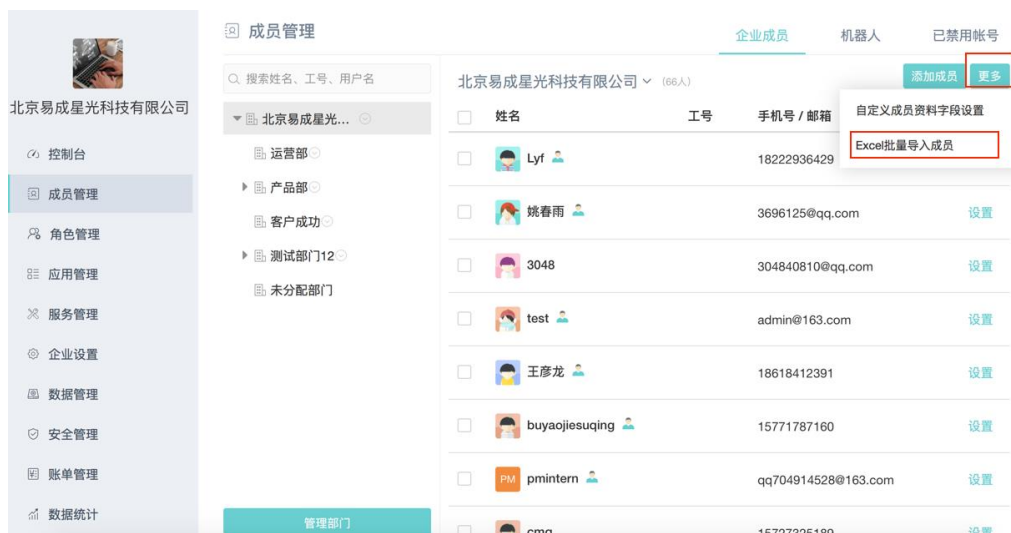 北京易成星光科技有限公司
控制台
成员管理
角色管理
应用管理
服务管理
企业设置
数据管理
安全管理
账单管理
数据统计
成员管理
企业成员 机器人 已禁用帐号
搜索姓名、工号、用户名
北京易成星光...
运营部
产品部
客户成功
测试部门12
未分配部门
管理部门
北京易成星光科技有限公司 (66人)
添加成员 更多
自定义成员资料字段设置
Excel批量导入成员
姓名 工号 手机号 / 邮箱
Lyf 18222936429
姚春雨 3696125@qq.com 设置
3048 304840810@qq.com 设置
test admin@163.com 设置
王彦龙 18618412391 设置
buyaojiesuqing 15771787160 设置
PM pmintern qq704914528@163.com 设置
cmq 15727325189 设置